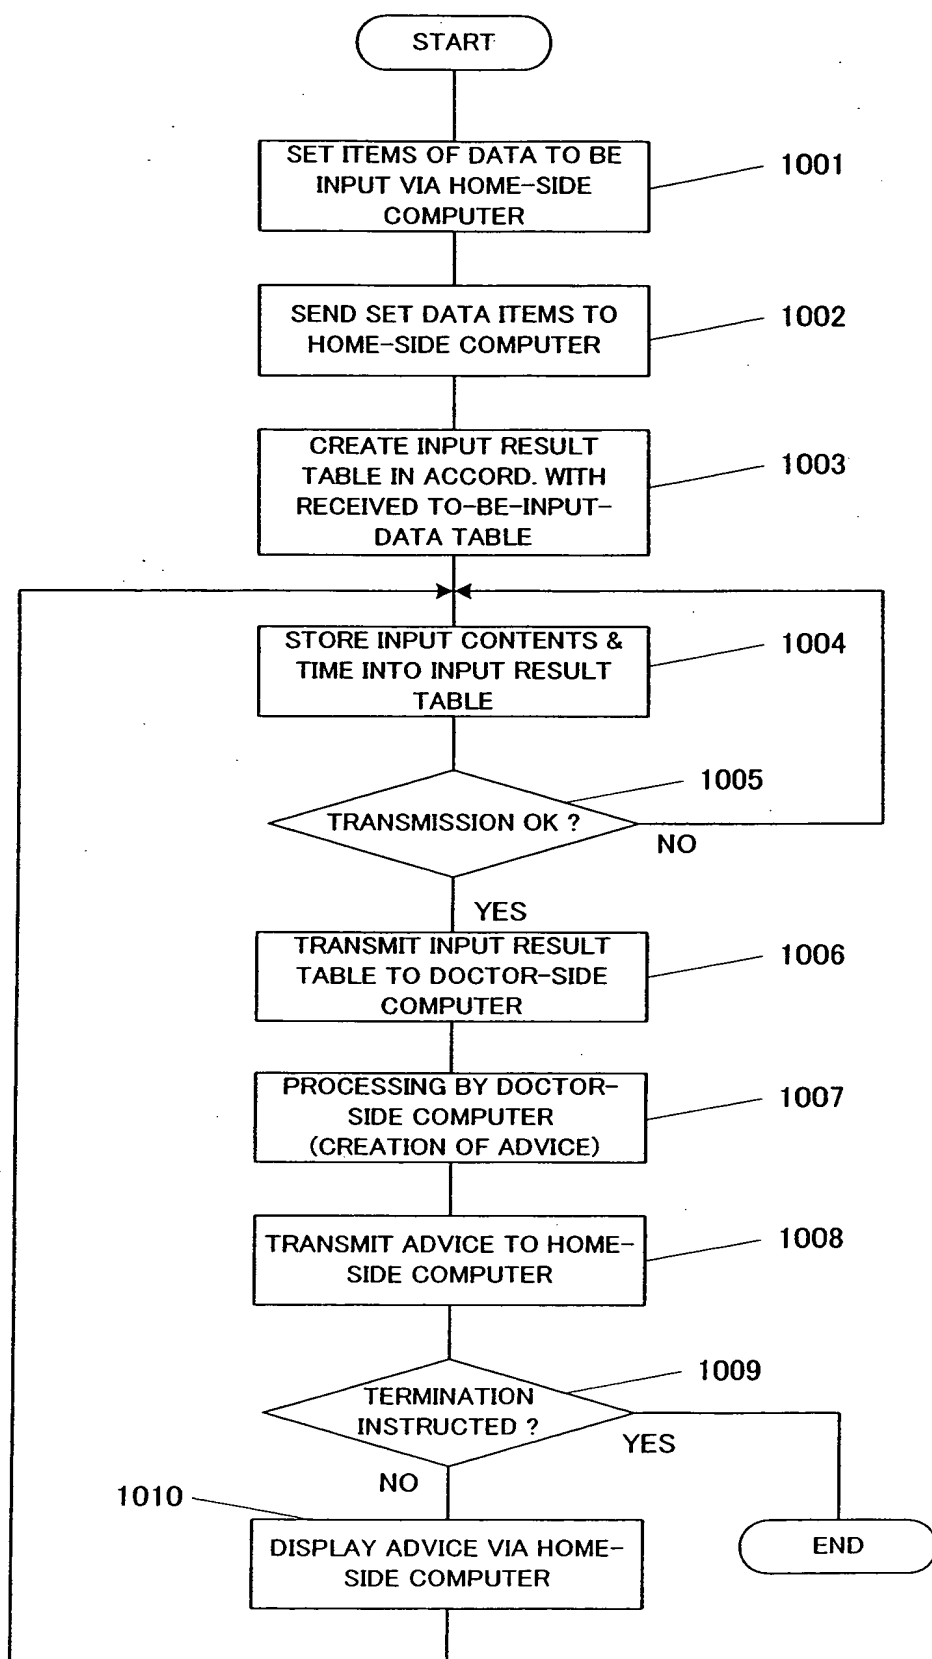 START
SET ITEMS OF DATA TO BE
INPUT VIA HOME-SIDE
COMPUTER
1001
SEND SET DATA ITEMS TO
HOME-SIDE COMPUTER
1002
CREATE INPUT RESULT
TABLE IN ACCORD. WITH
RECEIVED TO-BE-INPUT-
DATA TABLE
1003
STORE INPUT CONTENTS &
TIME INTO INPUT RESULT
TABLE
1004
TRANSMISSION OK ?
1005
NO
YES
TRANSMIT INPUT RESULT
TABLE TO DOCTOR-SIDE
COMPUTER
1006
PROCESSING BY DOCTOR-
SIDE COMPUTER
(CREATION OF ADVICE)
1007
TRANSMIT ADVICE TO HOME-
SIDE COMPUTER
1008
TERMINATION
INSTRUCTED ?
1009
YES
NO
1010
DISPLAY ADVICE VIA HOME-
SIDE COMPUTER
END